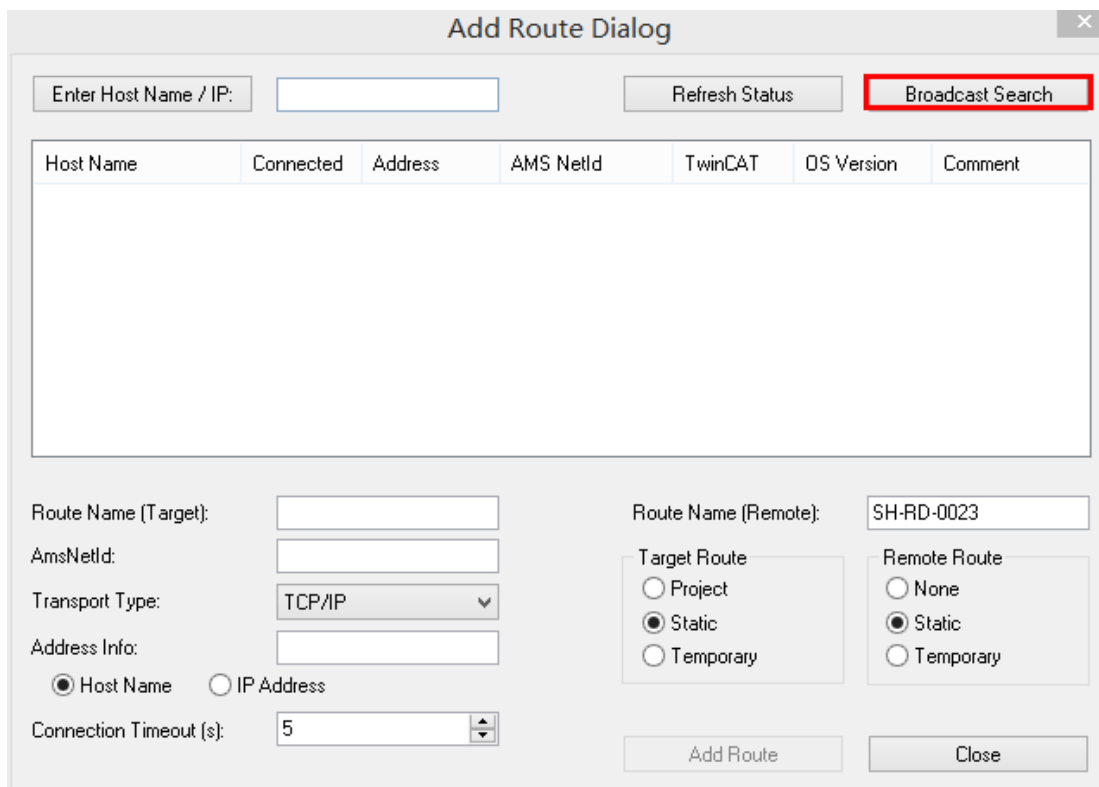 Add Route Dialog
Enter Host Name / IP: Refresh Status Broadcast Search
Host Name Connected Address AMS NetId TwinCAT OS Version Comment
Route Name (Target): Route Name (Remote): SH-RD-0023
AmsNetId: Target Route Remote Route
Project None
Transport Type: TCP/IP
Static Static
Address Info:
Temporary Temporary
Host Name IP Address
Connection Timeout (s): 5
Add Route Close